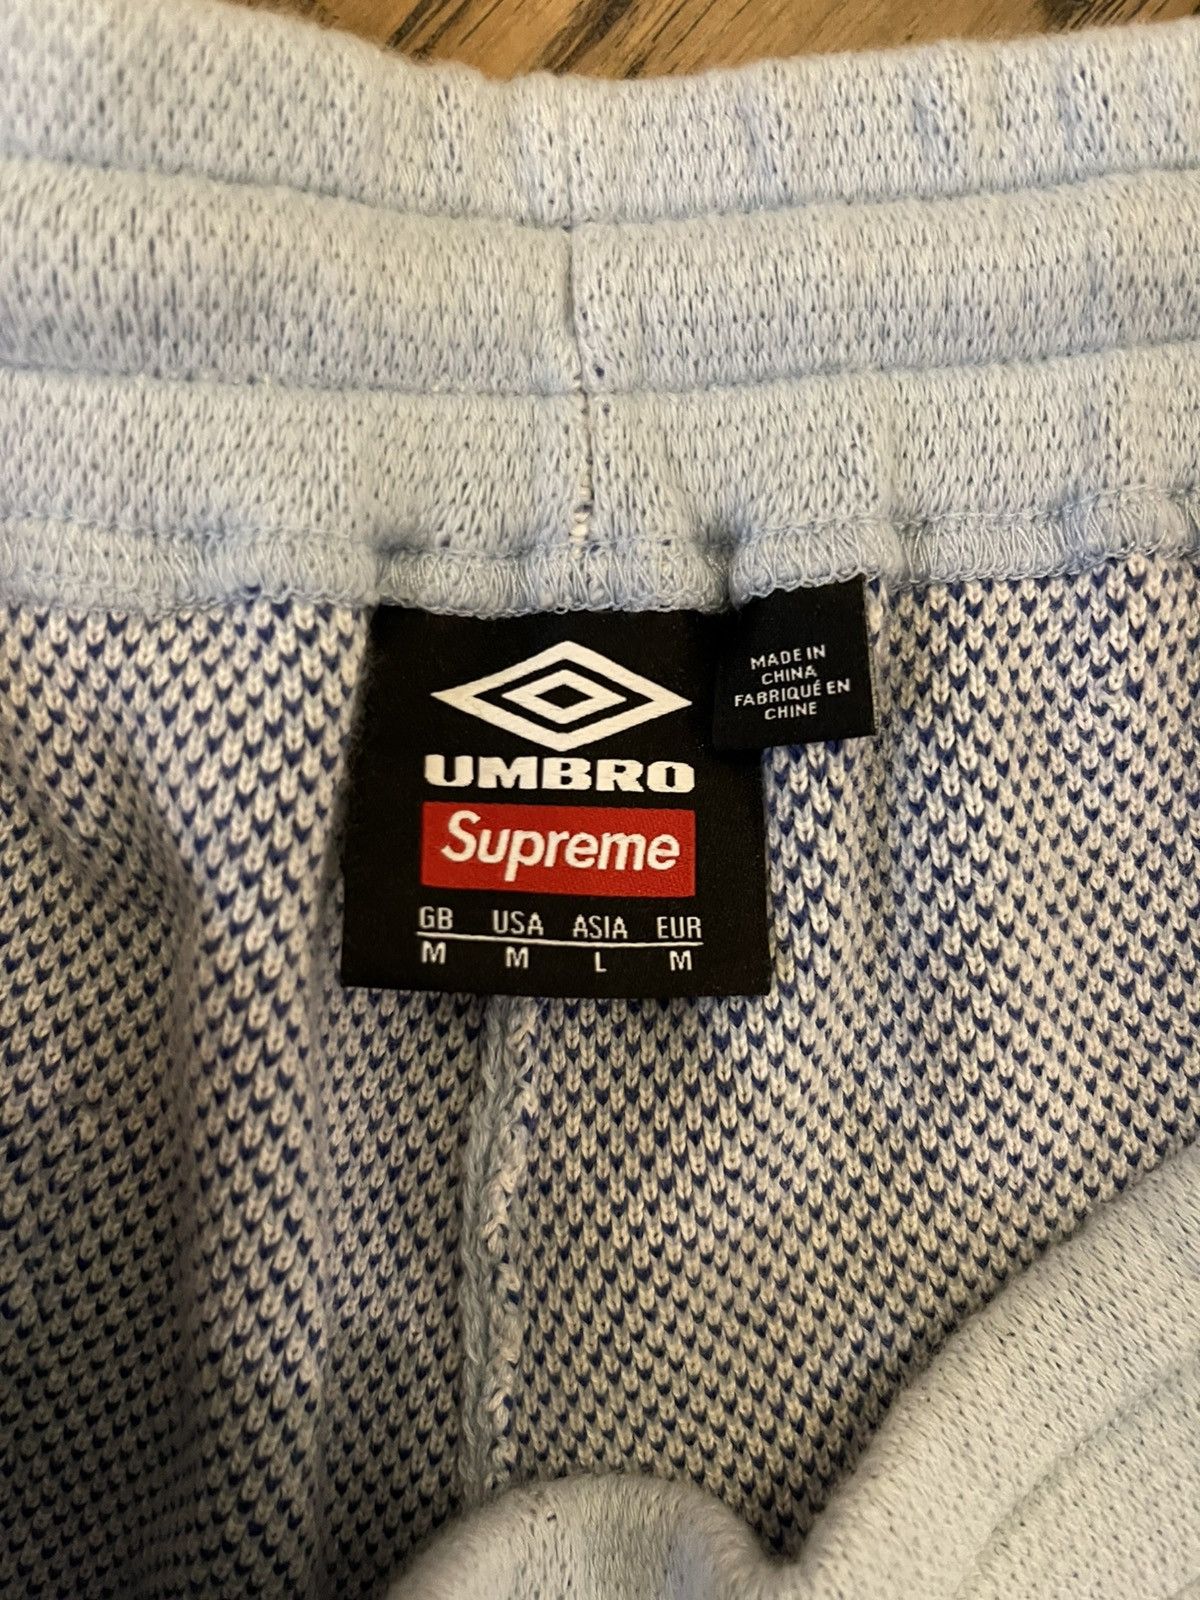 UMBRO
Supreme
GB USA ASIA EUR
M M L M
MADE IN
CHINA
FABRIQUÉ EN
CHINE